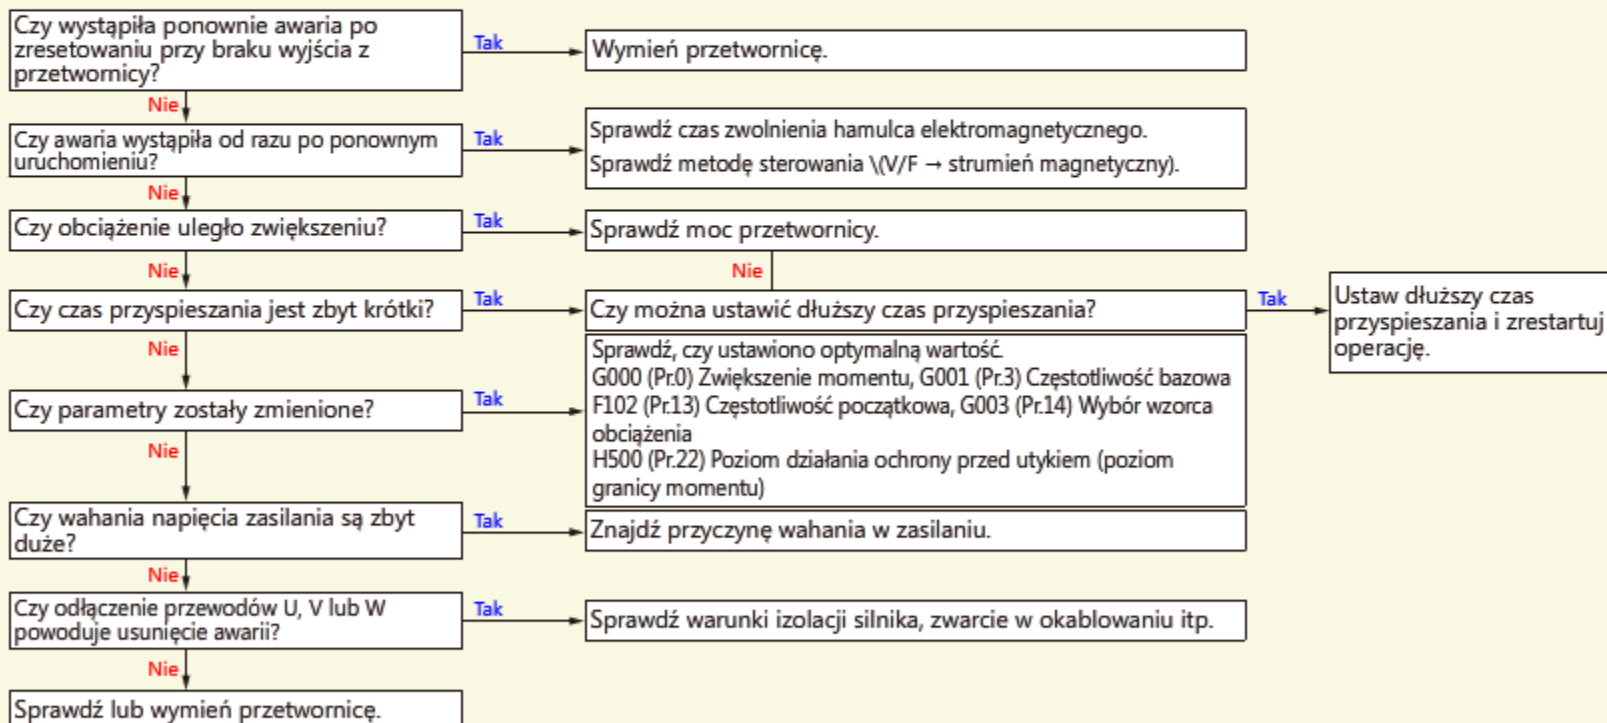 Czy wystąpiła ponownie awaria po
zresetowaniu przy braku wyjścia z
przetwornicy?
Tak
Wymień przetwornicę.
Nie
Czy awaria wystąpiła od razu po ponownym
uruchomieniu?
Tak
Sprawdź czas zwolnienia hamulca elektromagnetycznego.
Sprawdź metodę sterowania \(V/F → strumień magnetyczny).
Nie
Czy obciążenie uległo zwiększeniu?
Tak
Sprawdź moc przetwornicy.
Nie
Nie
Czy czas przyspieszania jest zbyt krótki?
Tak
Czy można ustawić dłuższy czas przyspieszania?
Tak
Ustaw dłuższy czas
przyspieszania i zrestartuj
operację.
Nie
Czy parametry zostały zmienione?
Tak
Sprawdź, czy ustawiono optymalną wartość.
G000 (Pr.0) Zwiększenie momentu, G001 (Pr.3) Częstotliwość bazowa
F102 (Pr.13) Częstotliwość początkowa, G003 (Pr.14) Wybór wzorca
obciążenia
H500 (Pr.22) Poziom działania ochrony przed utykiem (poziom
granicy momentu)
Nie
Czy wahania napięcia zasilania są zbyt
duże?
Tak
Znajdź przyczynę wahania w zasilaniu.
Nie
Czy odłączenie przewodów U, V lub W
powoduje usunięcie awarii?
Tak
Sprawdź warunki izolacji silnika, zwarcie w okablowaniu itp.
Nie
Sprawdź lub wymień przetwornicę.